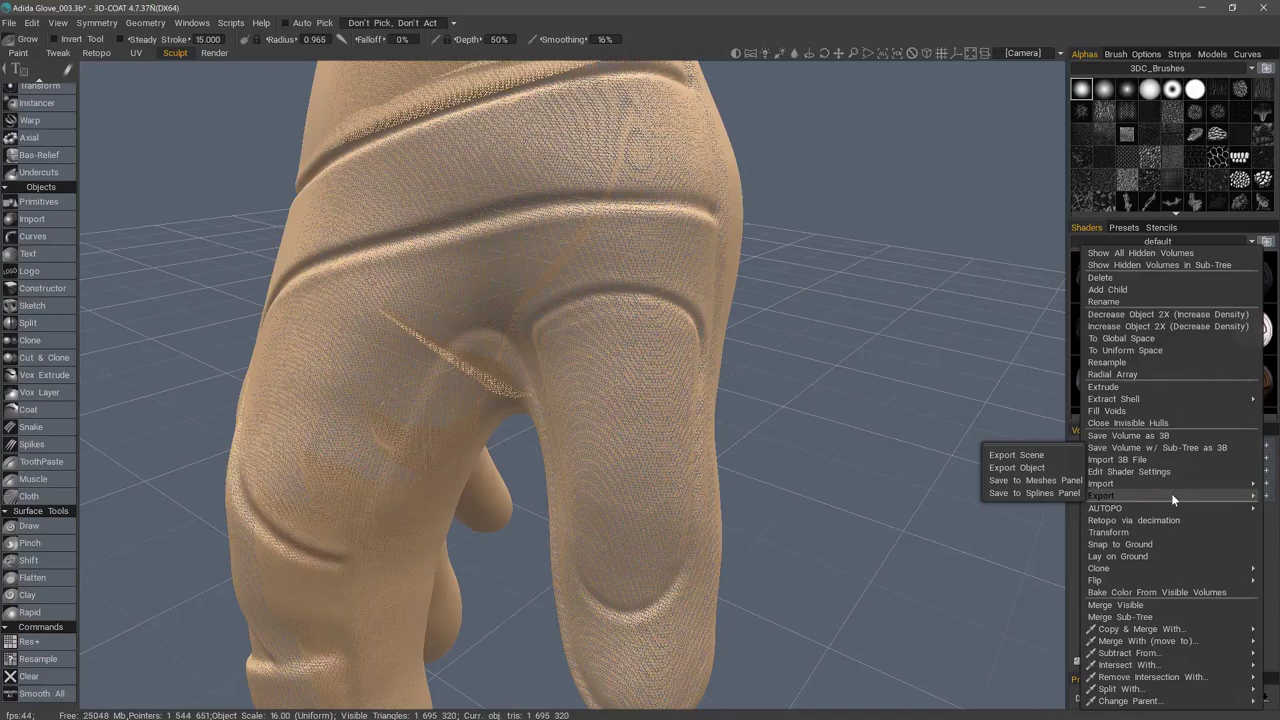 Adida Glove_003.3b* - 3D-COAT 4.7.37Ñ(DX64)
File Edit View Symmetry Geometry Windows Scripts Help Auto Pick Don't Pick, Don't Act
Grow Invert Tool Steady Stroke 15.000 Radius 0.965 Falloff 0% Depth 50% Smoothing 16%
Paint Tweak Retopo UV Sculpt Render [Camera]
Alphas Brush Options Strips Models Curves
3DC_Brushes
Transform
Instancer
Warp
Axial
Bas-Relief
Undercuts
Objects
Primitives
Import
Curves
Text
Logo
Constructor
Sketch
Split
Clone
Cut & Clone
Vox Extrude
Vox Layer
Coat
Snake
Spikes
ToothPaste
Muscle
Cloth
Surface Tools
Draw
Pinch
Shift
Flatten
Clay
Rapid
Commands
Res+
Resample
Clear
Smooth All
Shaders Presets Stencils
default
Show All Hidden Volumes
Show Hidden Volumes in Sub-Tree
Delete
Add Child
Rename
Decrease Object 2X (Increase Density)
Increase Object 2X (Decrease Density)
To Global Space
To Uniform Space
Resample
Radial Array
Extrude
Extract Shell
Fill Voids
Close Invisible Hulls
Save Volume as 3B
Save Volume w/ Sub-Tree as 3B
Import 3B File
Edit Shader Settings
Import
Export
AUTOPO
Retopo via decimation
Transform
Snap to Ground
Lay on Ground
Clone
Flip
Bake Color From Visible Volumes
Merge Visible
Merge Sub-Tree
Copy & Merge With...
Merge With (move to)...
Subtract From...
Intersect With...
Remove Intersection With...
Split With...
Change Parent...
Export Scene
Export Object
Save to Meshes Panel
Save to Splines Panel
fps:44; Free: 25048 Mb,Pointers: 1 544 651;Object Scale: 16.00 (Uniform); Visible Triangles: 1 695 320; Curr. obj. tris: 1 695 320;